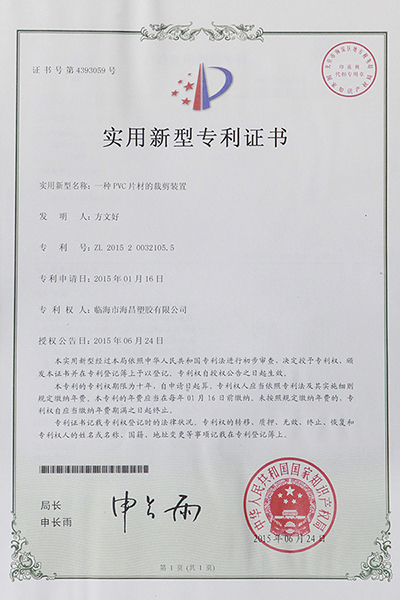 证书号第4393059号
印花税
代扣专用章
实用新型专利证书
实用新型名称：一种PVC片材的裁剪装置
发 明 人：方文好
专 利 号：ZL 2015 2 0032105.5
专利申请日：2015年01月16日
专 利 权 人：临海市海昌塑胶有限公司
授权公告日：2015年06月24日
本实用新型经过本局依照中华人民共和国专利法进行初步审查，决定授予专利权，颁
发本证书并在专利登记簿上予以登记。专利权自授权公告之日起生效。
本专利的专利权期限为十年，自申请日起算。专利权人应当依照专利法及其实施细则
规定缴纳年费。本专利的年费应当在每年01月16日前缴纳。未按照规定缴纳年费的，专
利权自应当缴纳年费期满之日起终止。
专利证书记载专利权登记时的法律状况。专利权的转移、质押、无效、终止、恢复和
专利权人的姓名或名称、国籍、地址变更等事项记载在专利登记簿上。
局长
申长雨
申长雨
中华人民共和国国家知识产权局
2015年06月24日
第1页（共1页）